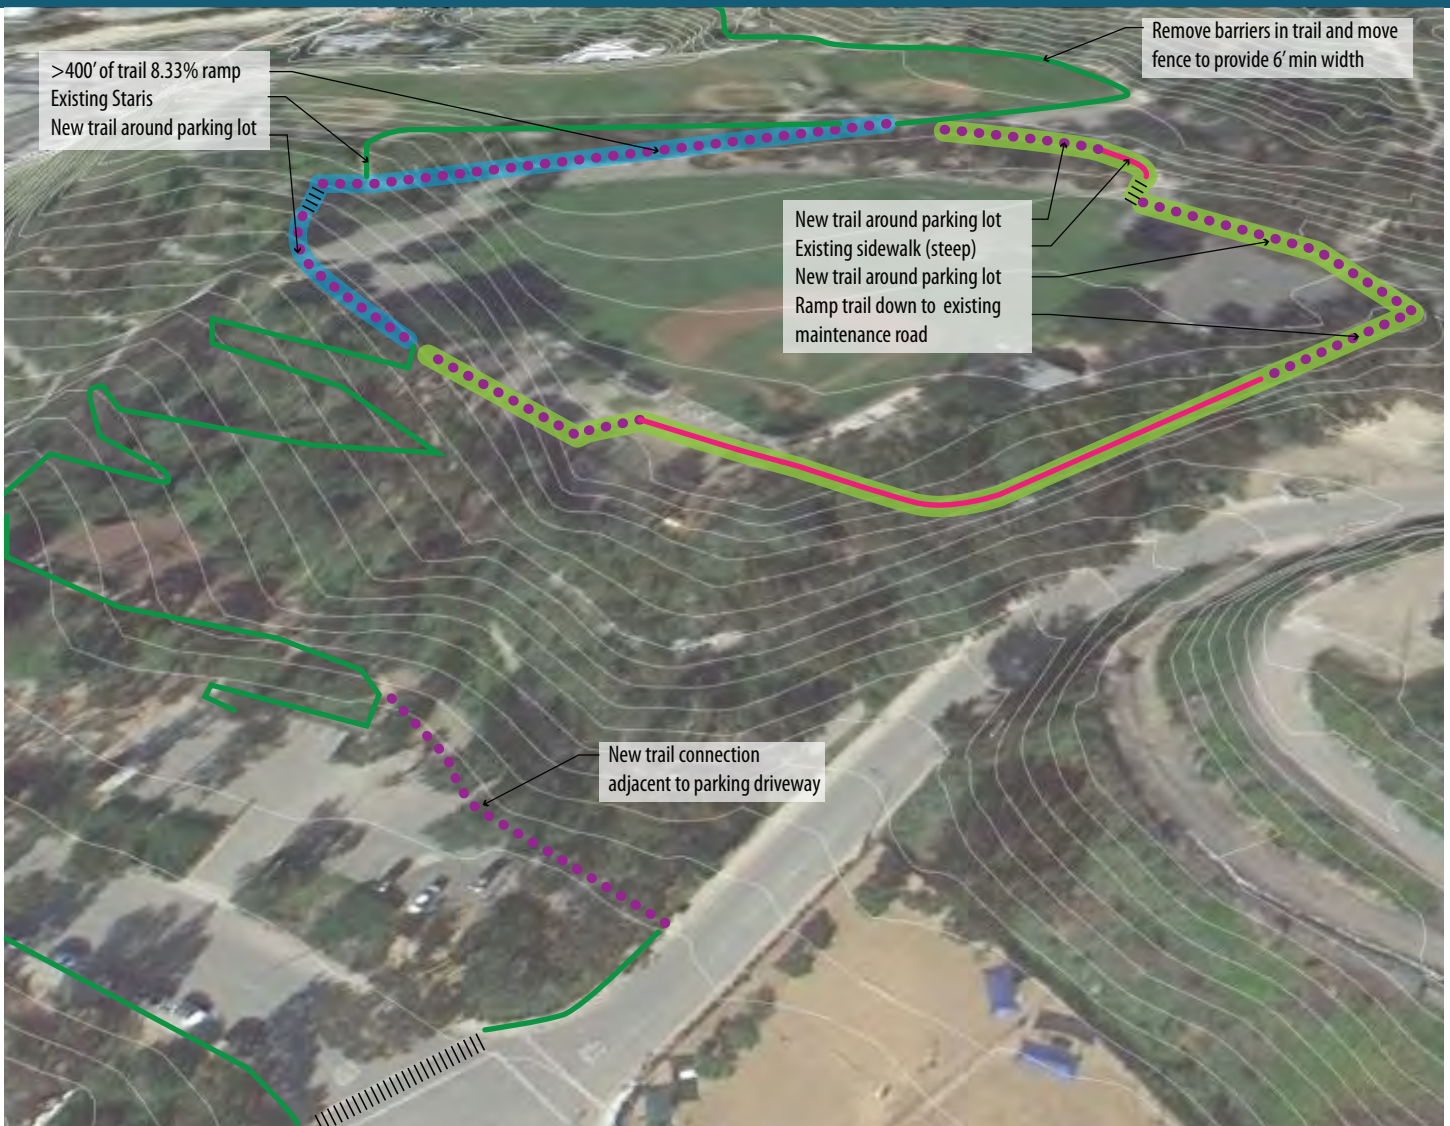 Remove barriers in trail and move
fence to provide 6' min width
>400' of trail 8.33% ramp
Existing Staris
New trail around parking lot
New trail around parking lot
Existing sidewalk (steep)
New trail around parking lot
Ramp trail down to existing
maintenance road
New trail connection
adjacent to parking driveway